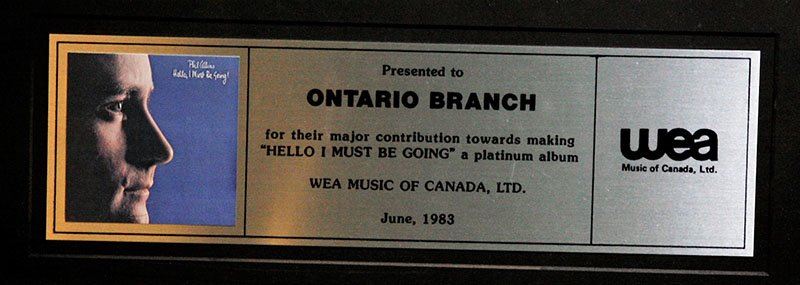 Phil Collins
Hello, I Must Be Going!
Presented to
ONTARIO BRANCH
for their major contribution towards making
"HELLO I MUST BE GOING" a platinum album
WEA MUSIC OF CANADA, LTD.
June, 1983
wea
Music of Canada, Ltd.